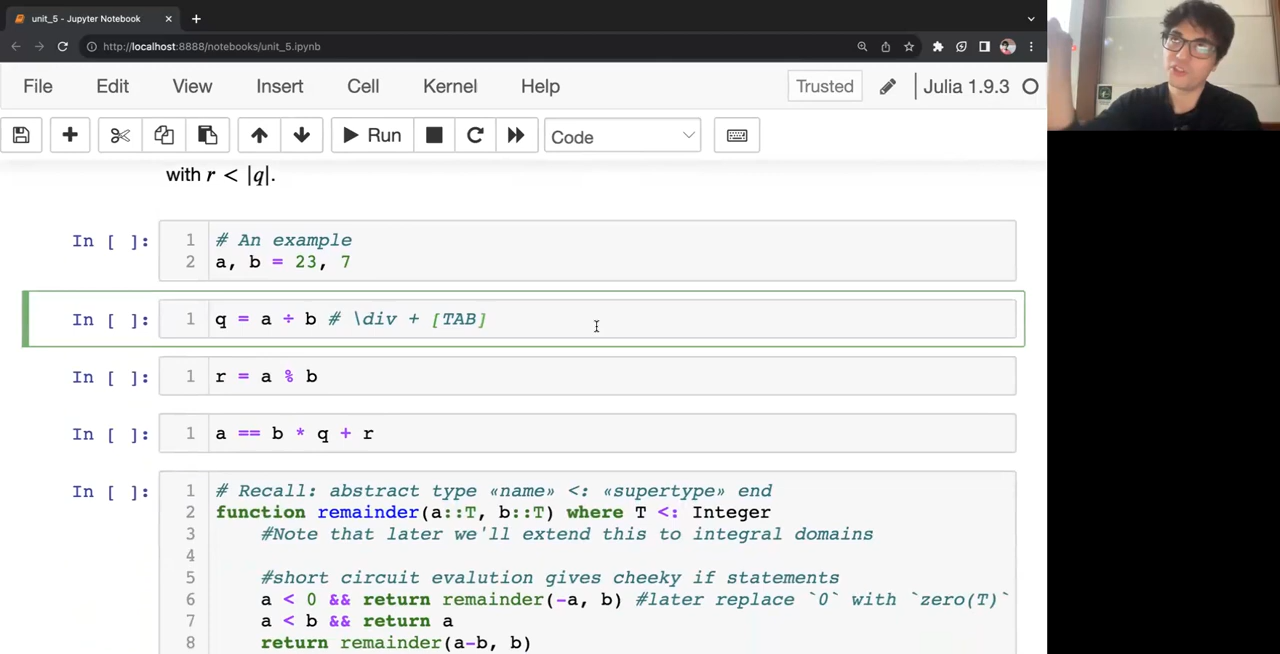 unit_5 - Jupyter Notebook
http://localhost:8888/notebooks/unit_5.ipynb
File Edit View Insert Cell Kernel Help Trusted Julia 1.9.3
Run Code
with r < |q|.
In [ ]: 1 # An example
2 a, b = 23, 7
In [ ]: 1 q = a ÷ b # \div + [TAB]
In [ ]: 1 r = a % b
In [ ]: 1 a == b * q + r
In [ ]: 1 # Recall: abstract type «name» <: «supertype» end
2 function remainder(a::T, b::T) where T <: Integer
3 #Note that later we'll extend this to integral domains
4
5 #short circuit evalution gives cheeky if statements
6 a < 0 && return remainder(-a, b) #later replace `0` with `zero(T)`
7 a < b && return a
8 return remainder(a-b, b)